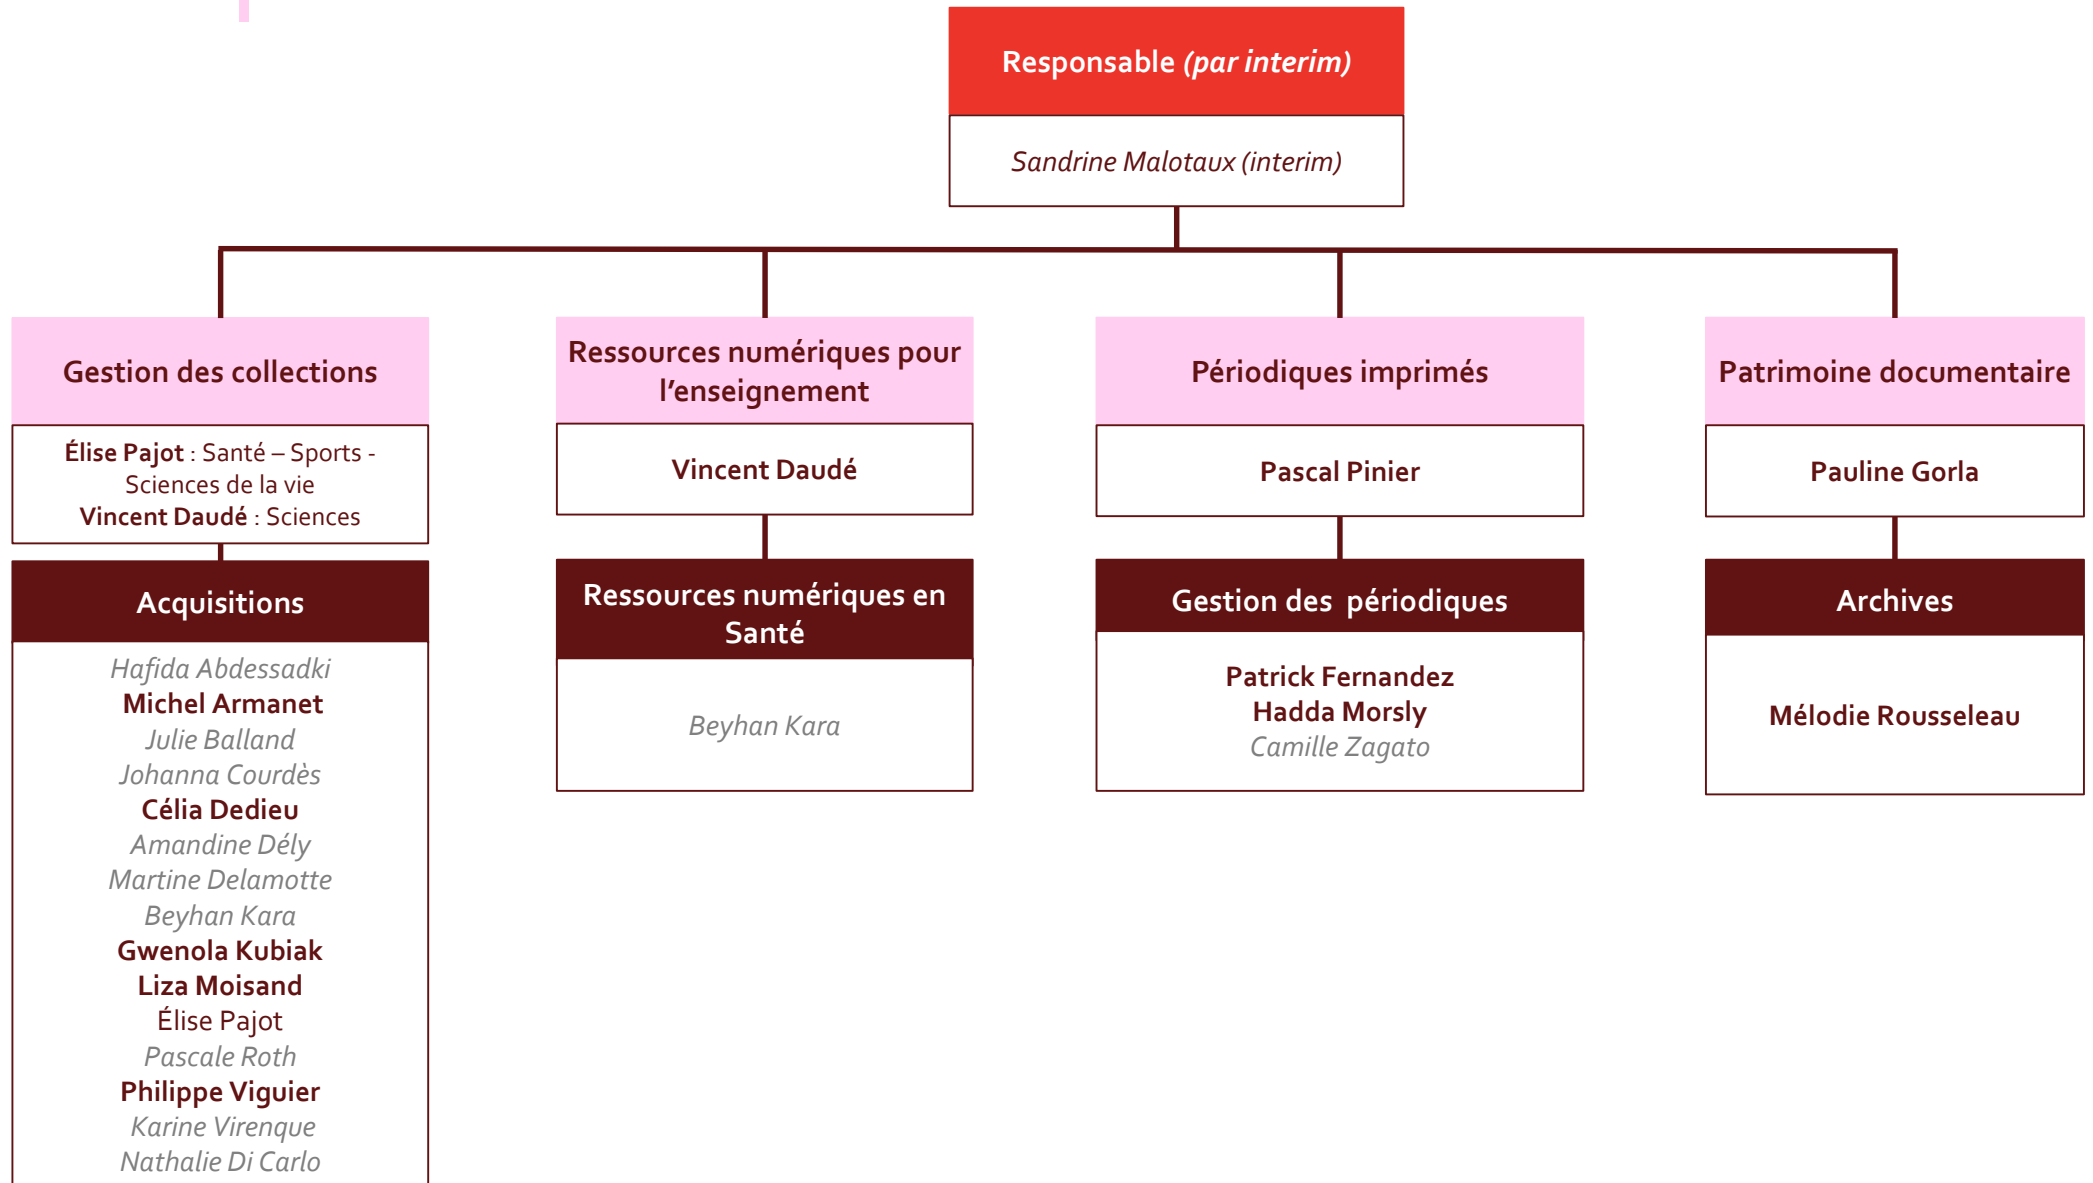 Responsable (par interim)
Sandrine Malotaux (interim)
Gestion des collections
Élise Pajot : Santé – Sports -
Sciences de la vie
Vincent Daudé : Sciences
Acquisitions
Hafida Abdessadki
Michel Armanet
Julie Balland
Johanna Courdès
Célia Dedieu
Amandine Dély
Martine Delamotte
Beyhan Kara
Gwenola Kubiak
Liza Moisand
Élise Pajot
Pascale Roth
Philippe Viguier
Karine Virenque
Nathalie Di Carlo
Ressources numériques pour
l’enseignement
Vincent Daudé
Ressources numériques en
Santé
Beyhan Kara
Périodiques imprimés
Pascal Pinier
Gestion des  périodiques
Patrick Fernandez
Hadda Morsly
Camille Zagato
Patrimoine documentaire
Pauline Gorla
Archives
Mélodie Rousseleau